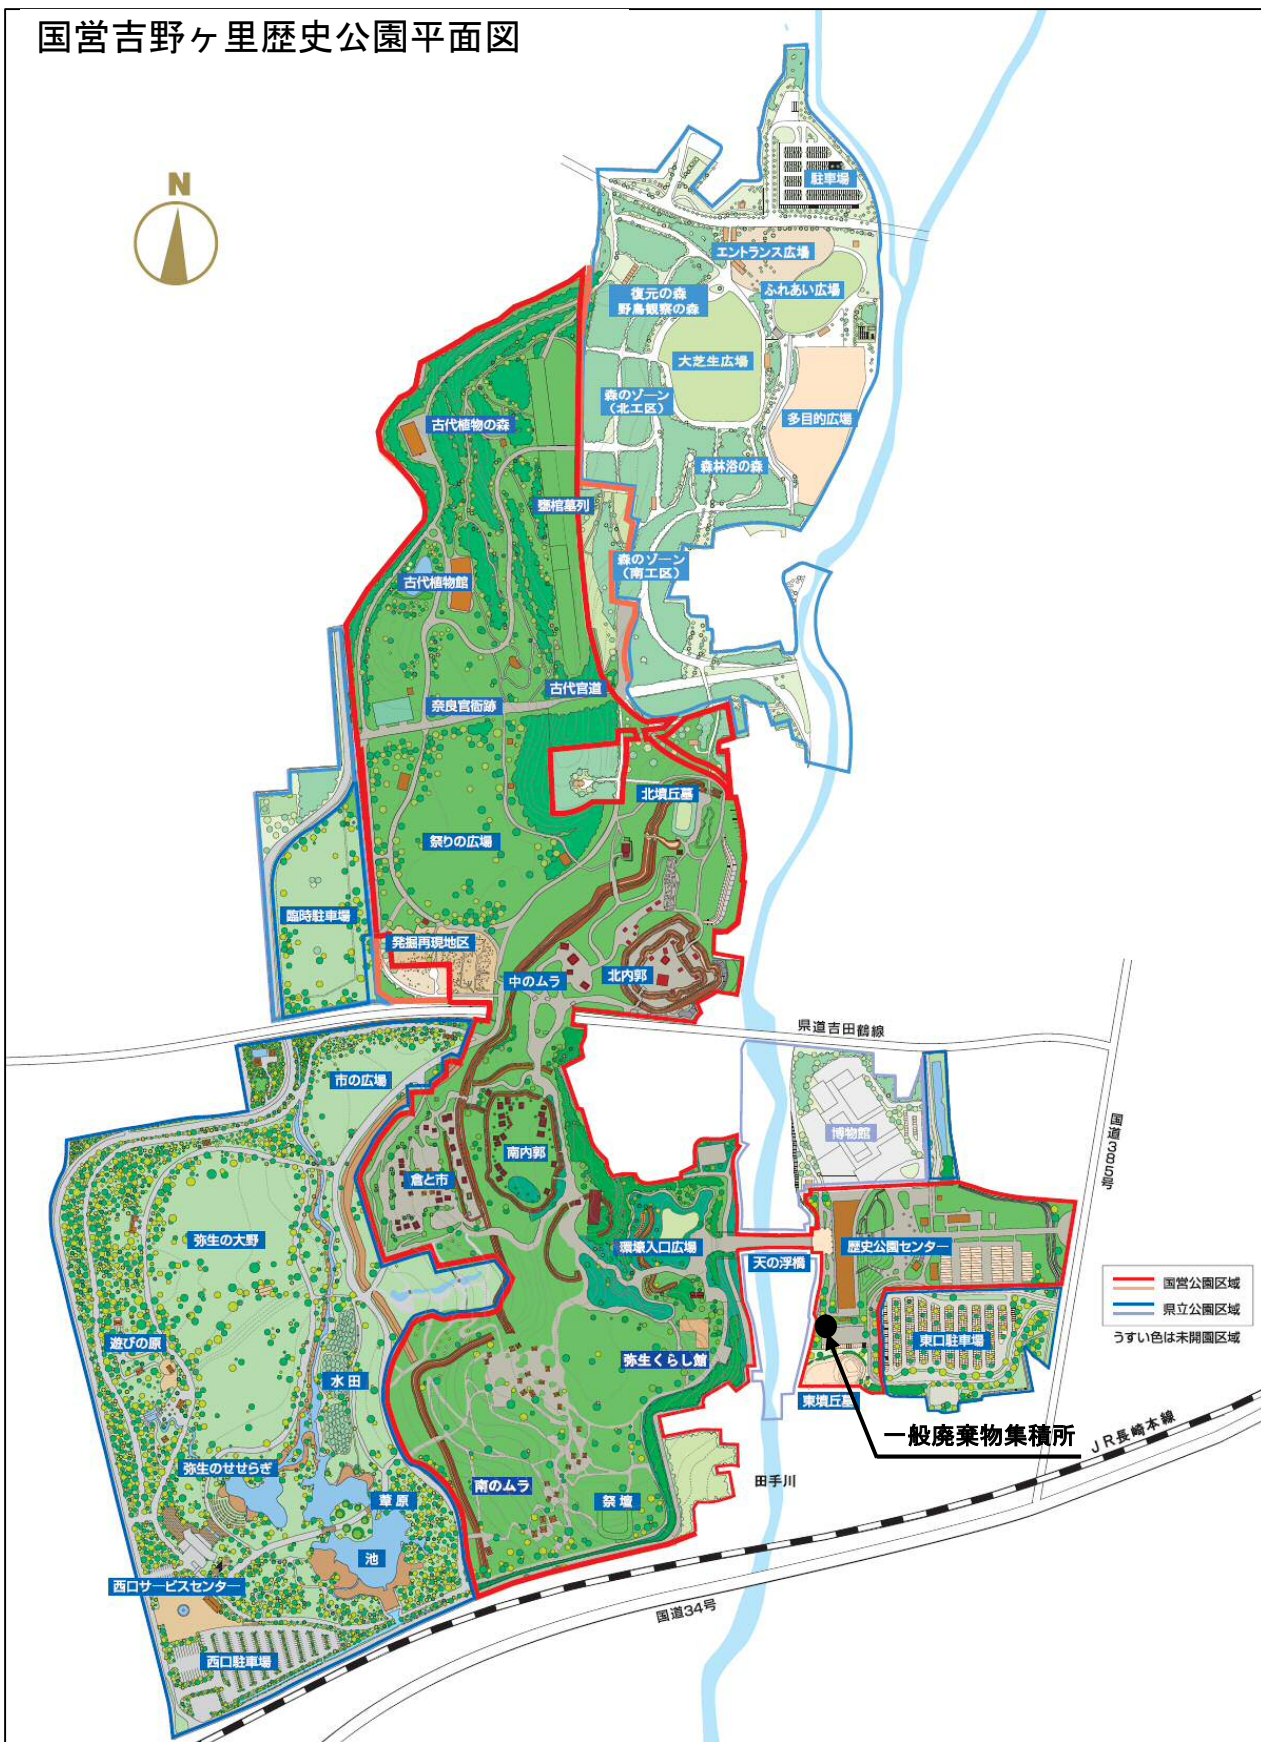 国営吉野ヶ里歴史公園平面図
N
駐車場
エントランス広場
ふれあい広場
復元の森
野鳥観察の森
大芝生広場
森のゾーン
（北工区）
多目的広場
古代植物の森
森林浴の森
甕棺墓列
森のゾーン
（南工区）
古代植物館
古代官道
奈良官衙跡
北墳丘墓
祭りの広場
臨時駐車場
発掘再現地区
中のムラ
北内郭
県道吉田鶴線
市の広場
国道385号
博物館
南内郭
倉と市
弥生の大野
環壕入口広場
天の浮橋
歴史公園センター
国営公園区域
県立公園区域
うすい色は未開園区域
遊びの原
水田
弥生くらし館
東口駐車場
東墳丘墓
一般廃棄物集積所
JR長崎本線
弥生のせせらぎ
葦原
南のムラ
祭壇
田手川
池
西口サービスセンター
国道34号
西口駐車場